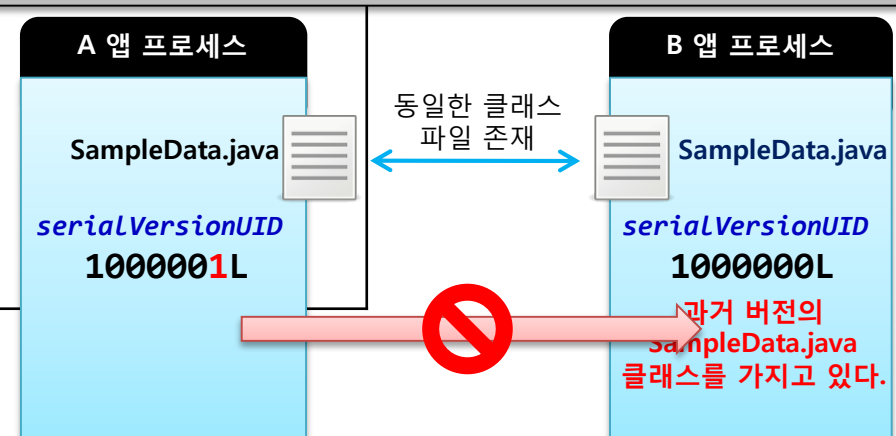 A 앱 프로세스
SampleData.java
serialVersionUID
1000001L
동일한 클래스
파일 존재
B 앱 프로세스
SampleData.java
serialVersionUID
1000000L
과거 버전의
SampleData.java
클래스를 가지고 있다.